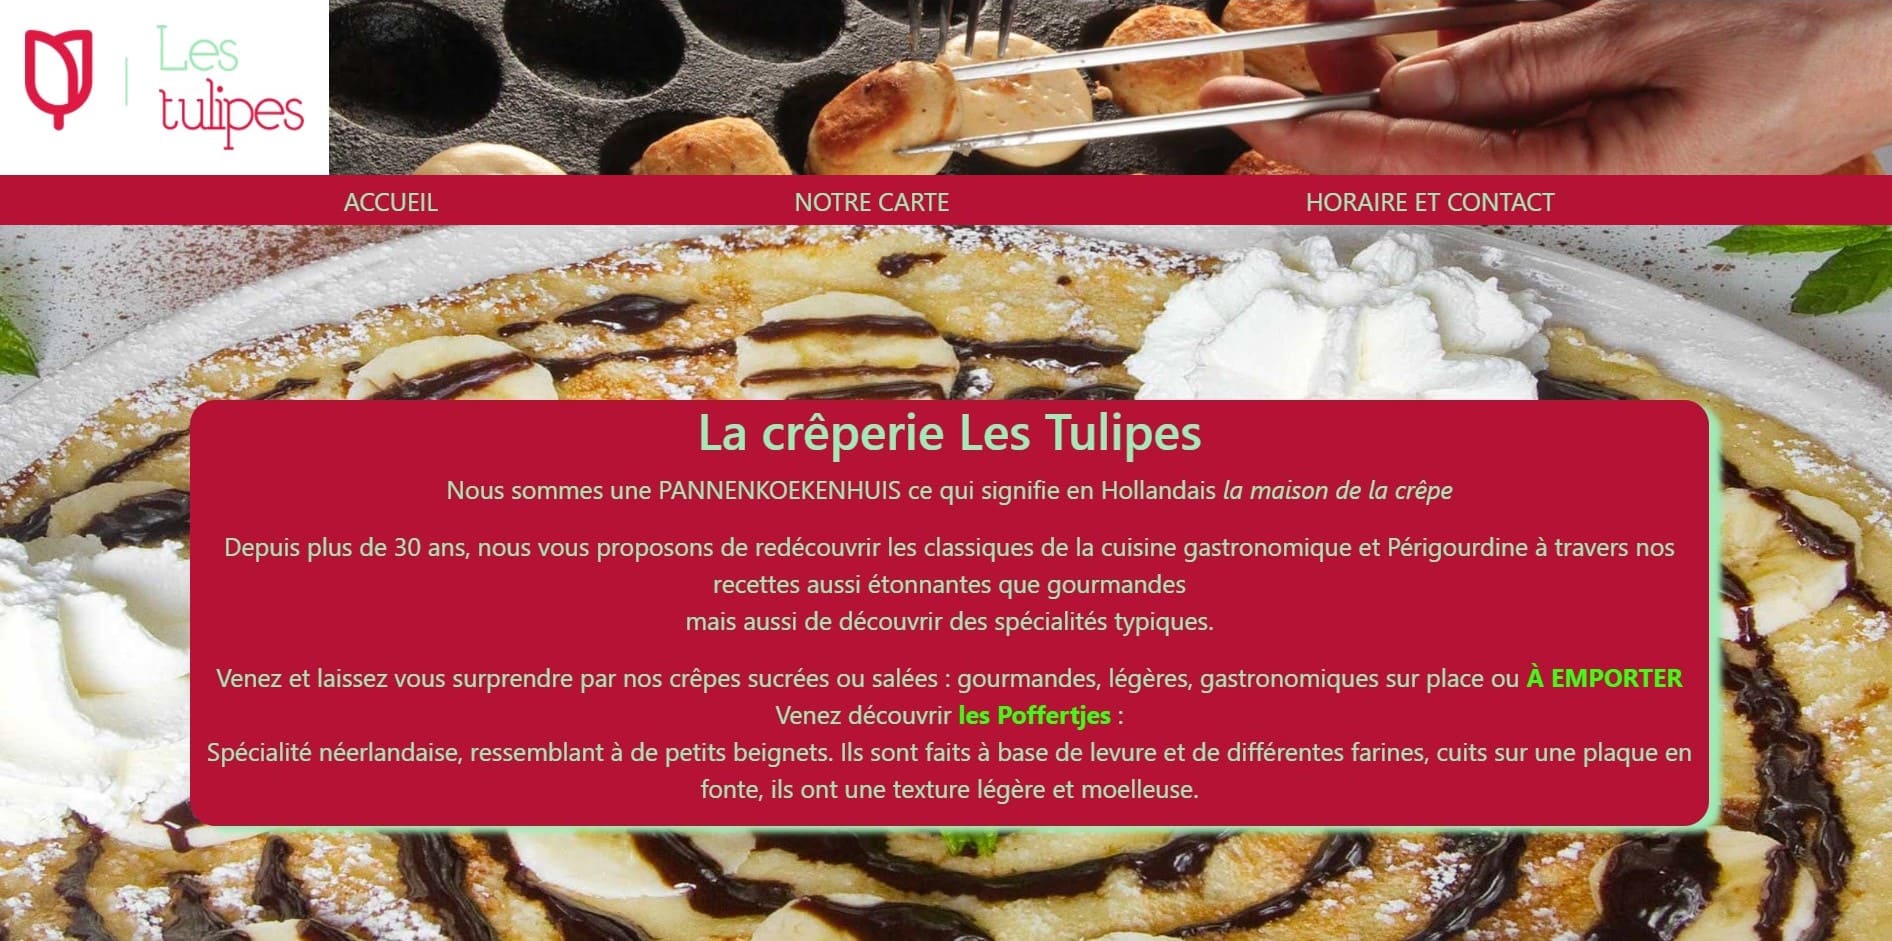 Les
tulipes
ACCUEIL
NOTRE CARTE
HORAIRE ET CONTACT
La crêperie Les Tulipes
Nous sommes une PANNENKOEKENHUIS ce qui signifie en Hollandais la maison de la crêpe
Depuis plus de 30 ans, nous vous proposons de redécouvrir les classiques de la cuisine gastronomique et Périgourdine à travers nos
recettes aussi étonnantes que gourmandes
mais aussi de découvrir des spécialités typiques.
Venez et laissez vous surprendre par nos crêpes sucrées ou salées : gourmandes, légères, gastronomiques sur place ou À EMPORTER
Venez découvrir les Poffertjes :
Spécialité néerlandaise, ressemblant à de petits beignets. Ils sont faits à base de levure et de différentes farines, cuits sur une plaque en
fonte, ils ont une texture légère et moelleuse.